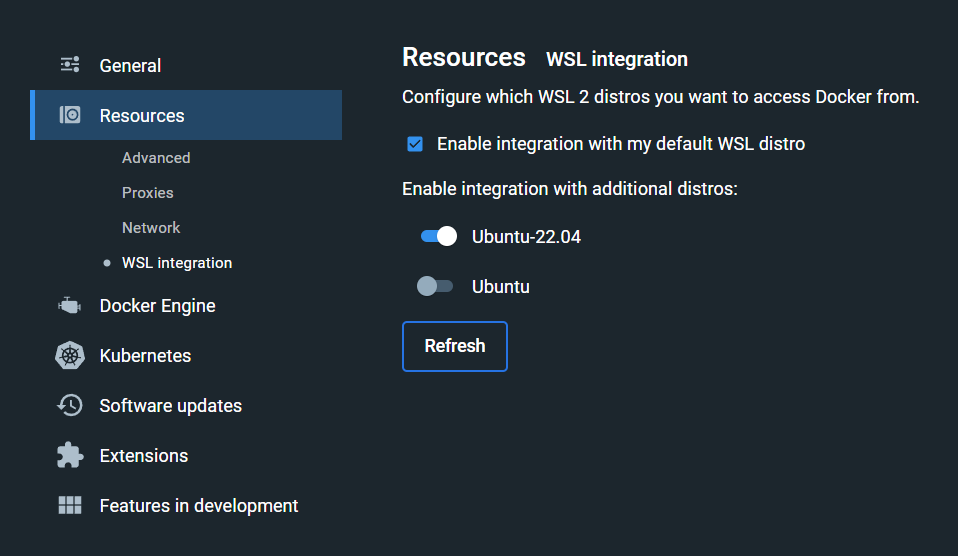 General
Resources
Advanced
Proxies
Network
WSL integration
Docker Engine
Kubernetes
Software updates
Extensions
Features in development
Resources WSL integration
Configure which WSL 2 distros you want to access Docker from.
Enable integration with my default WSL distro
Enable integration with additional distros:
Ubuntu-22.04
Ubuntu
Refresh